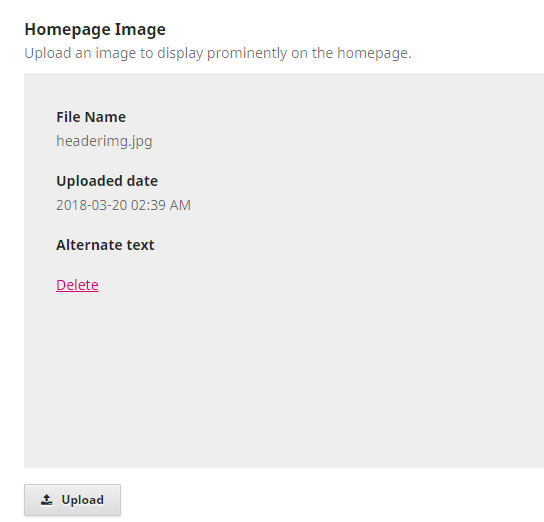 Homepage Image
Upload an image to display prominently on the homepage.
File Name
headerimg.jpg
Uploaded date
2018-03-20 02:39 AM
Alternate text
Delete
Upload